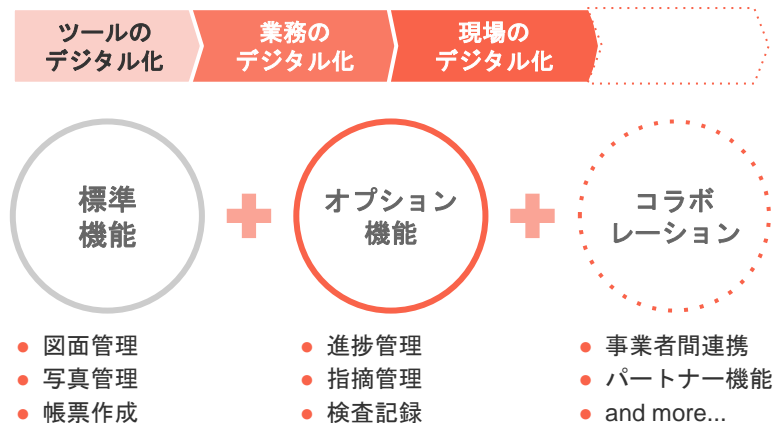 ツールの
デジタル化
業務の
デジタル化
現場の
デジタル化
標準
機能
オプション
機能
コラボ
レーション
図面管理
写真管理
帳票作成
進捗管理
指摘管理
検査記録
事業者間連携
パートナー機能
and more...